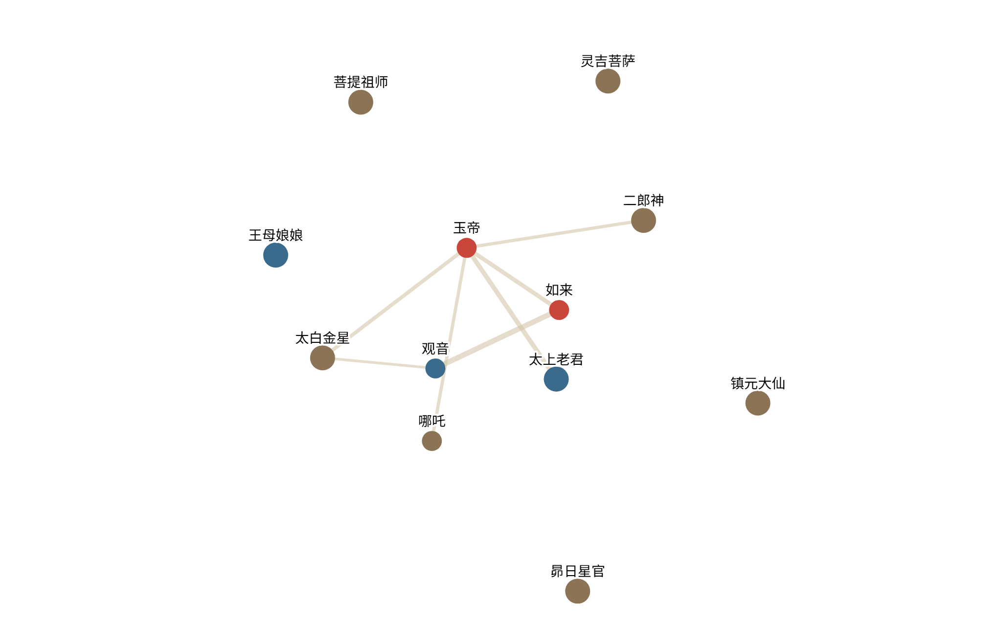 灵吉菩萨
菩提祖师
二郎神
玉帝
王母娘娘
如来
太白金星
观音
太上老君
镇元大仙
哪吒
昴日星官